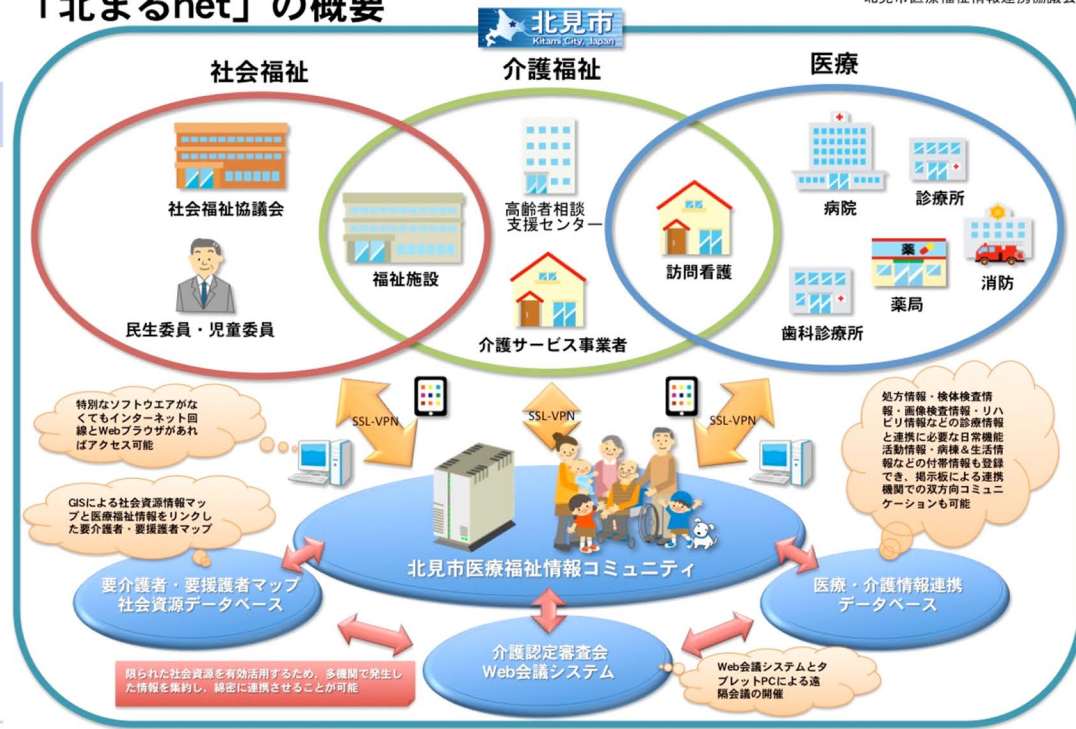 「北まるnet」の概要
北見市医療福祉情報連携協議会
北見市
Kitami City, Japan
社会福祉
介護福祉
医療
社会福祉協議会
民生委員・児童委員
福祉施設
高齢者相談
支援センター
介護サービス事業者
訪問看護
病院
診療所
歯科診療所
薬
薬局
消防
特別なソフトウエアがな
くてもインターネット回
線とWebブラウザがあれ
ばアクセス可能
SSL-VPN
SSL-VPN
SSL-VPN
処方情報・検体検査情
報・画像検査情報・リハ
ビリ情報などの診療情報
と連携に必要な日常機能
活動情報・病棟&生活情
報などの付帯情報も登録
でき、掲示板による連携
機関での双方向コミュニ
ケーションも可能
GISによる社会資源情報マッ
プと医療福祉情報をリンクし
た要介護者・要援護者マップ
北見市医療福祉情報コミュニティ
要介護者・要援護者マップ
社会資源データベース
医療・介護情報連携
データベース
介護認定審査会
Web会議システム
限られた社会資源を有効活用するため、多機関で発生し
た情報を集約し、綿密に連携させることが可能
Web会議システムとタ
ブレットPCによる遠
隔会議の開催